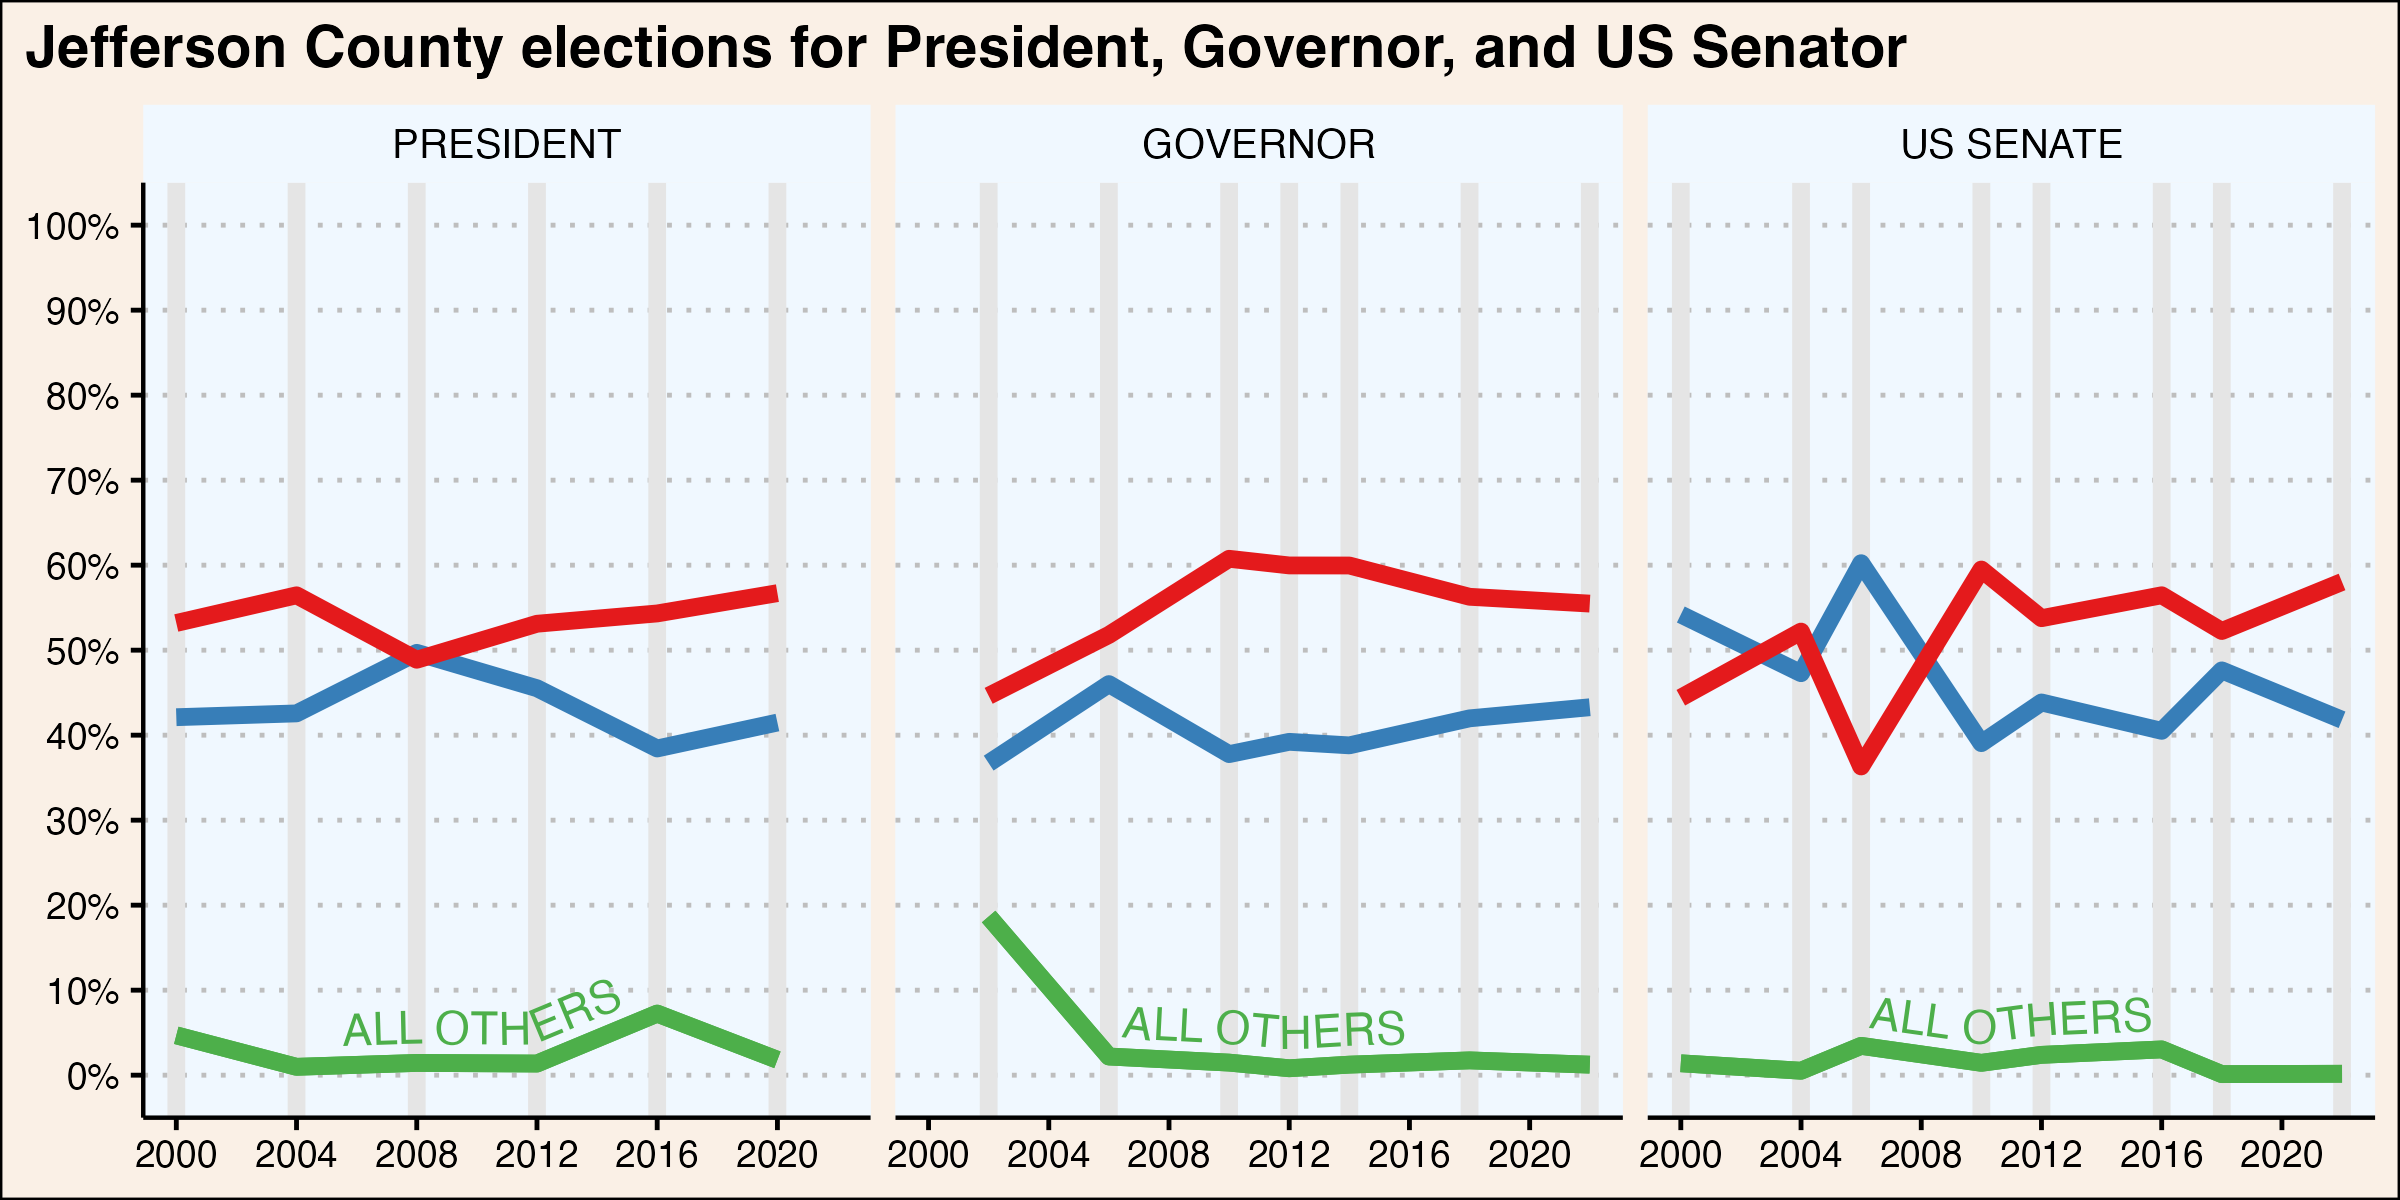 Jefferson County elections for President, Governor, and US Senator
PRESIDENT
GOVERNOR
US SENATE
100%
90%
80%
70%
60%
50%
40%
30%
20%
10%
0%
ALL OTHERS
ALL OTHERS
ALL OTHERS
2000 2004 2008 2012 2016 2020
2000 2004 2008 2012 2016 2020
2000 2004 2008 2012 2016 2020